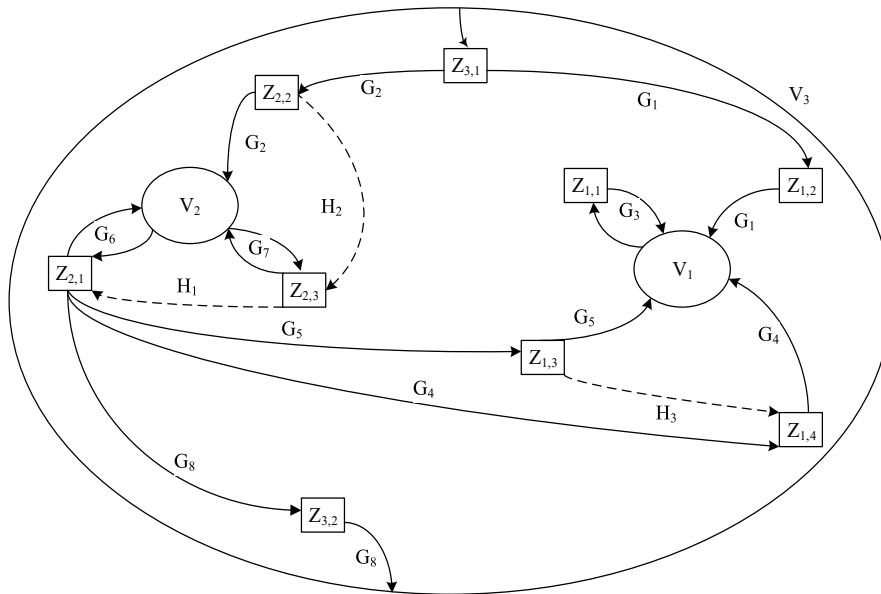 Z3,1
G2
Z2,2
G1
V3
G2
Z1,1
Z1,2
V2
H2
G3
G1
G6
G7
V1
Z2,1
H1
Z2,3
G5
G5
G4
Z1,3
G4
H3
Z1,4
G8
Z3,2
G8